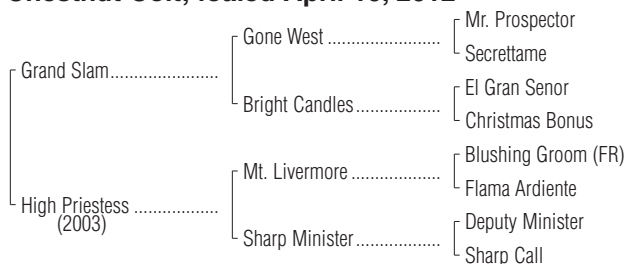 Chestnut Colt; foaled April 10, 2012
Mr. Prospector
Gone West ........................
Secrettame
Grand Slam.......................
El Gran Senor
Bright Candles..................
Christmas Bonus
Blushing Groom (FR)
Mt. Livermore ...................
Flama Ardiente
High Priestess ..................
(2003)
Deputy Minister
Sharp Minister..................
Sharp Call